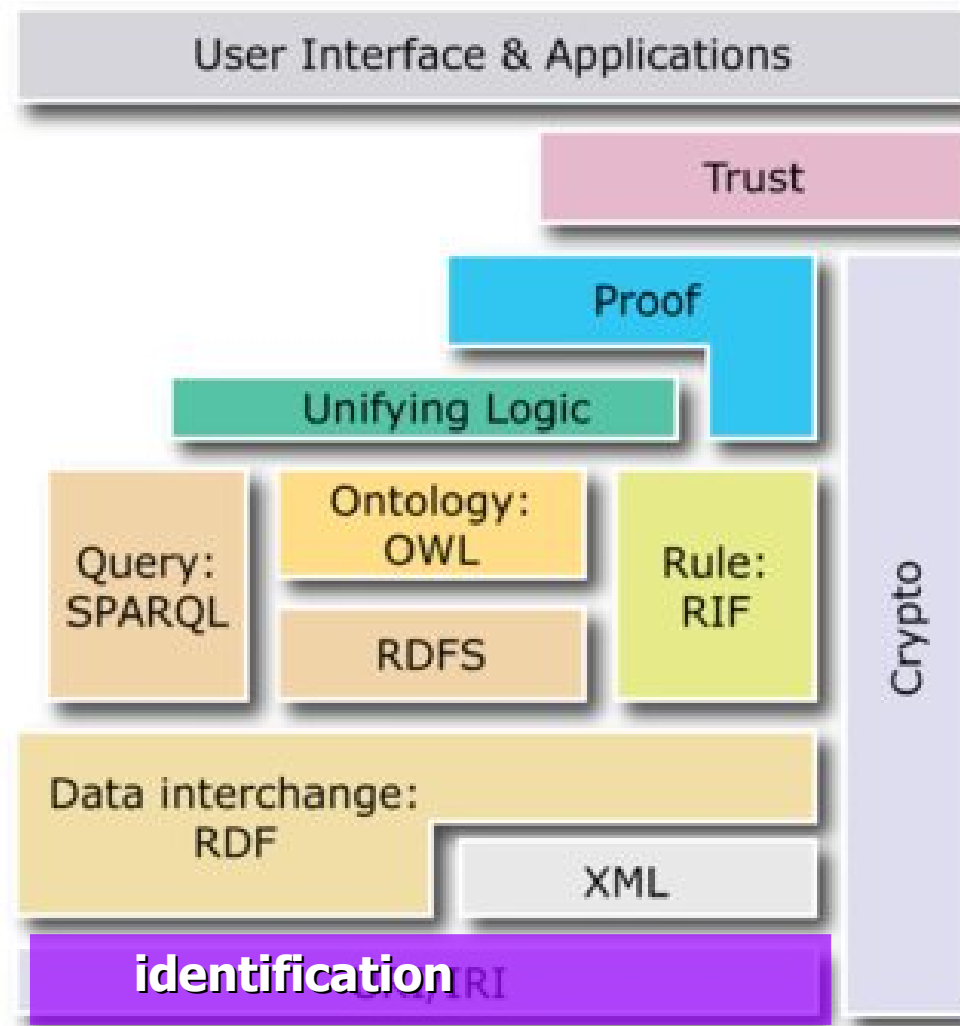 User Interface & Applications
Trust
Proof
Unifying Logic
Ontology:
OWL
Query:
SPARQL
Rule:
RIF
RDFS
Crypto
Data interchange:
RDF
XML
identification